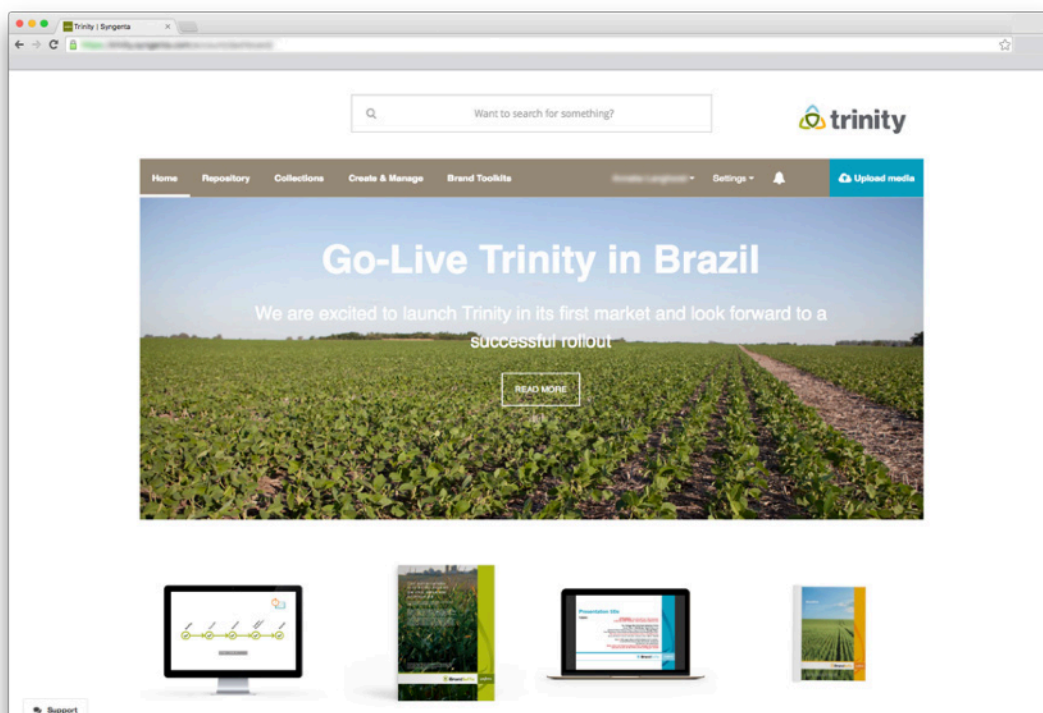 Trinity | Syngenta
Want to search for something?
trinity
Home Repository Collections Create & Manage Brand Toolkits Settings Upload media
Go-Live Trinity in Brazil
We are excited to launch Trinity in its first market and look forward to a
successful rollout
READ MORE
Presentation title
Support